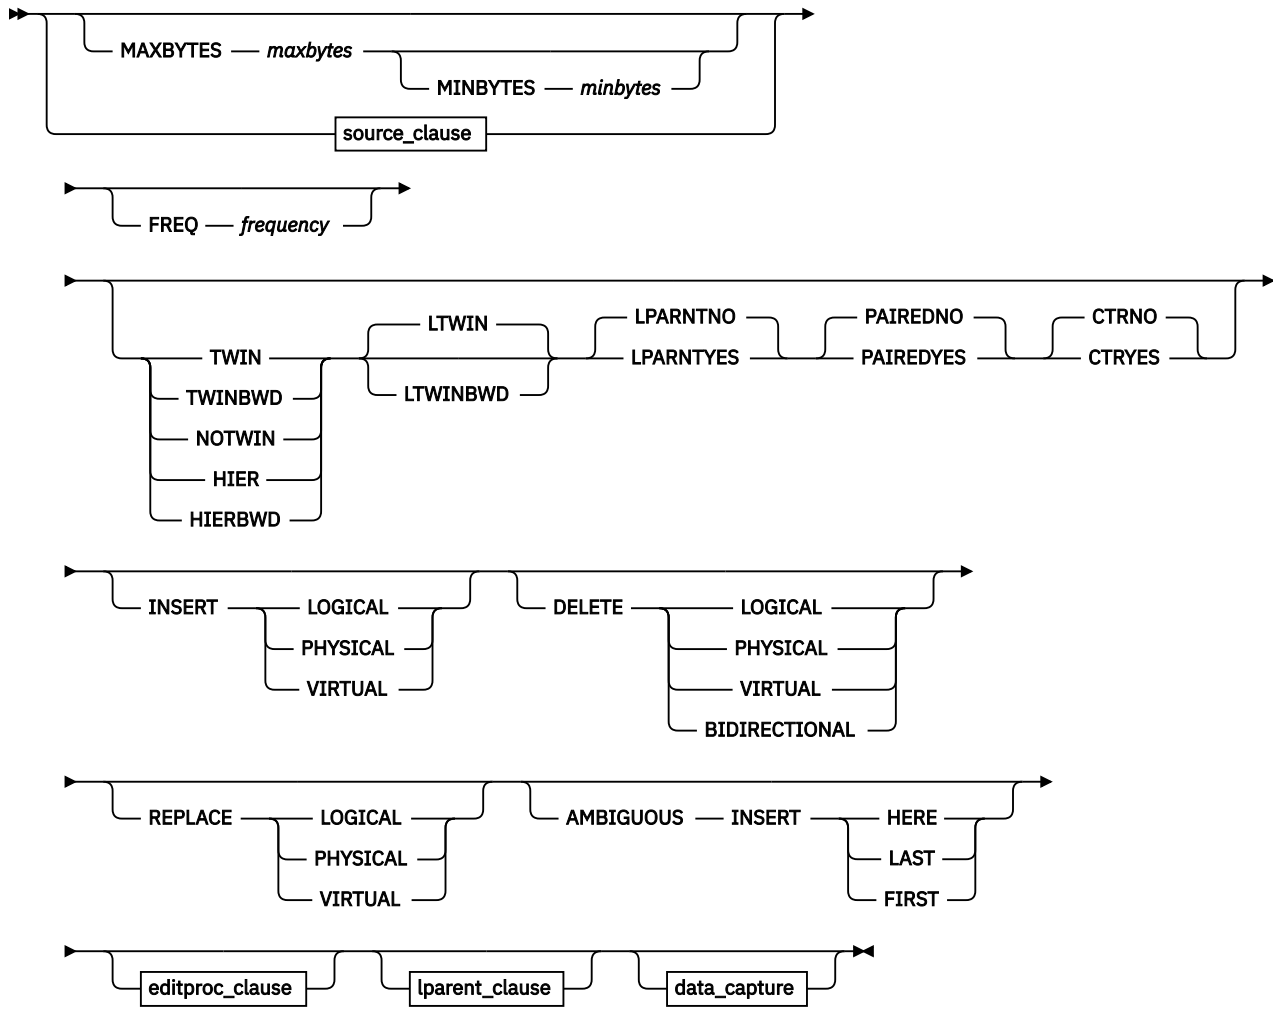 MAXBYTES maxbytes
MINBYTES minbytes
source_clause
FREQ frequency
LTWIN LPARNTNO PAIREDNO CTRNO
TWIN LPARNTYES PAIREDYES CTRYES
TWINBWD LTWINBWD
NOTWIN
HIER
HIERBWD
INSERT LOGICAL DELETE LOGICAL
PHYSICAL PHYSICAL
VIRTUAL VIRTUAL
BIDIRECTIONAL
REPLACE LOGICAL AMBIGUOUS INSERT HERE
PHYSICAL LAST
VIRTUAL FIRST
editproc_clause lparent_clause data_capture